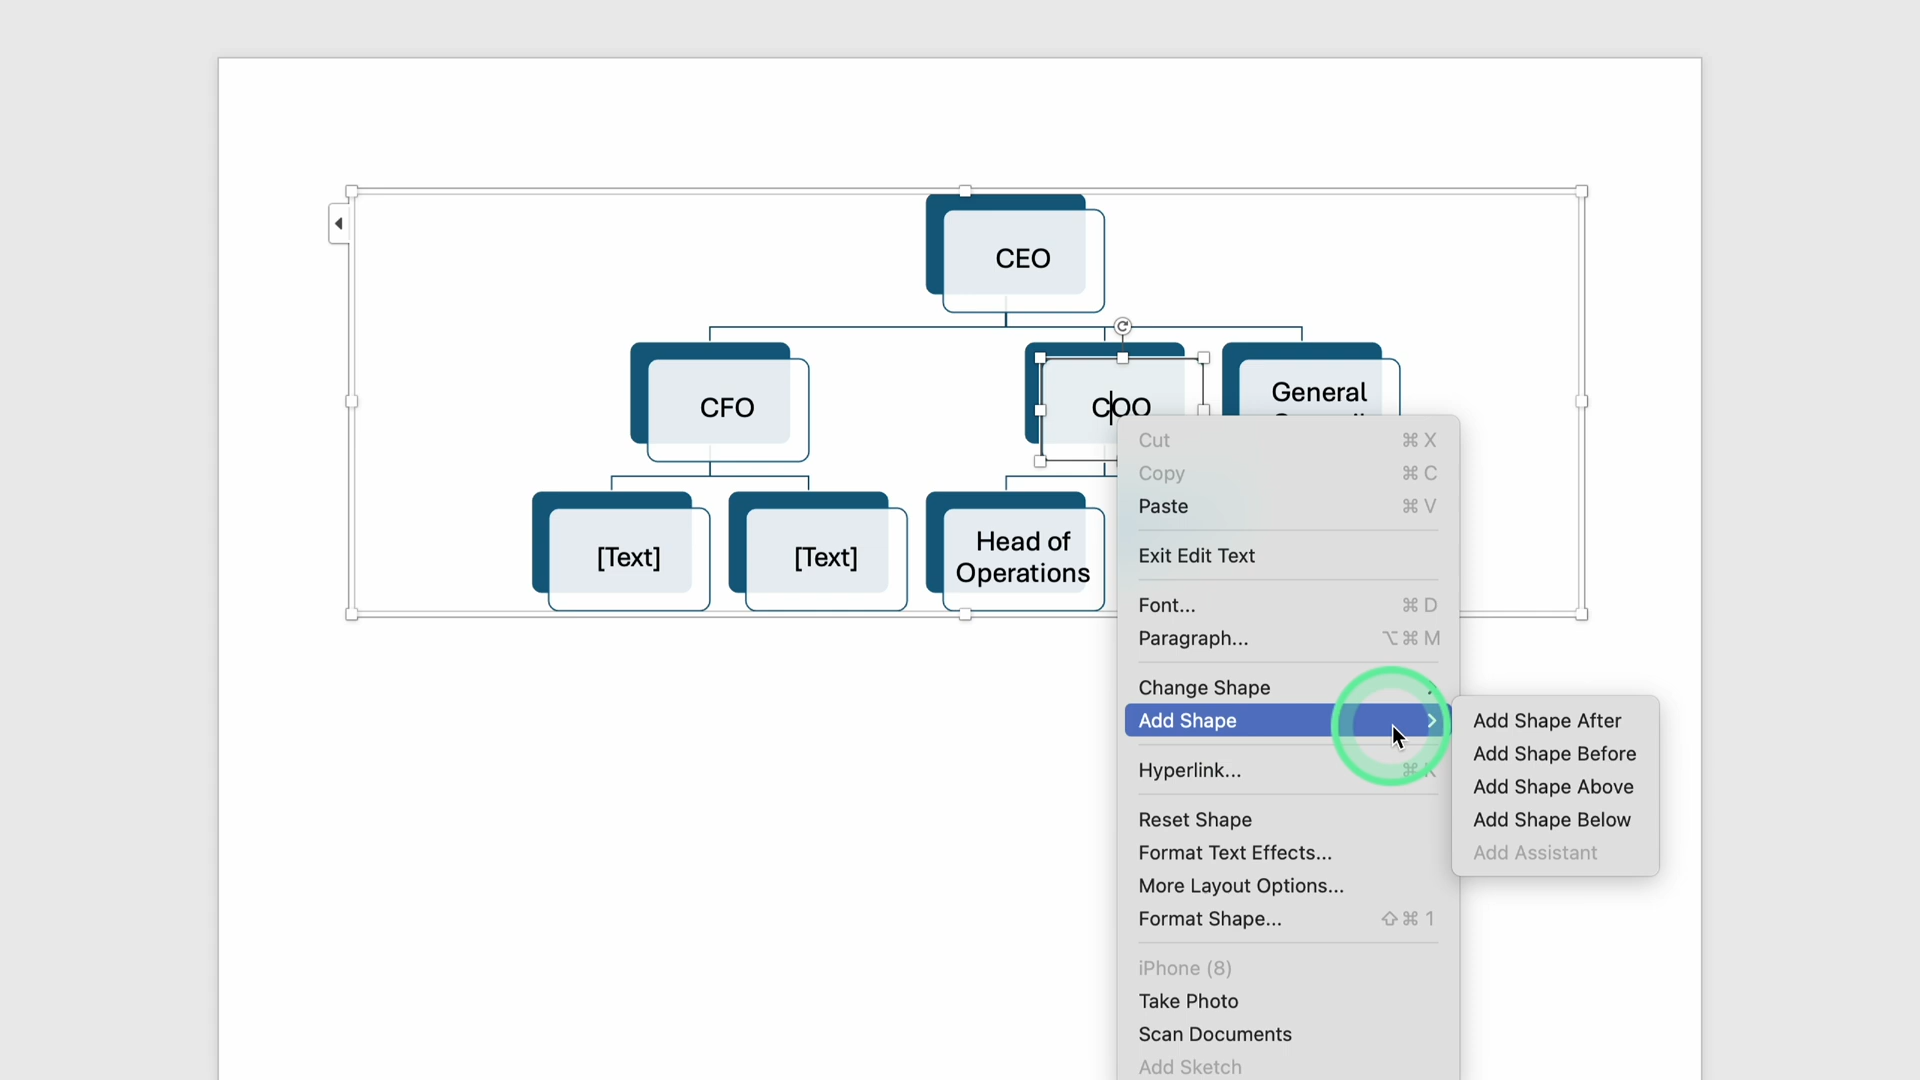 CEO
CFO
COO
General
[Text]
[Text]
Head of
Operations
Cut ⌘ X
Copy ⌘ C
Paste ⌘ V
Exit Edit Text
Font... ⌘ D
Paragraph... ⌥ ⌘ M
Change Shape
Add Shape
Hyperlink... ⌘ K
Reset Shape
Format Text Effects...
More Layout Options...
Format Shape... ⇧ ⌘ 1
iPhone (8)
Take Photo
Scan Documents
Add Sketch
Add Shape After
Add Shape Before
Add Shape Above
Add Shape Below
Add Assistant